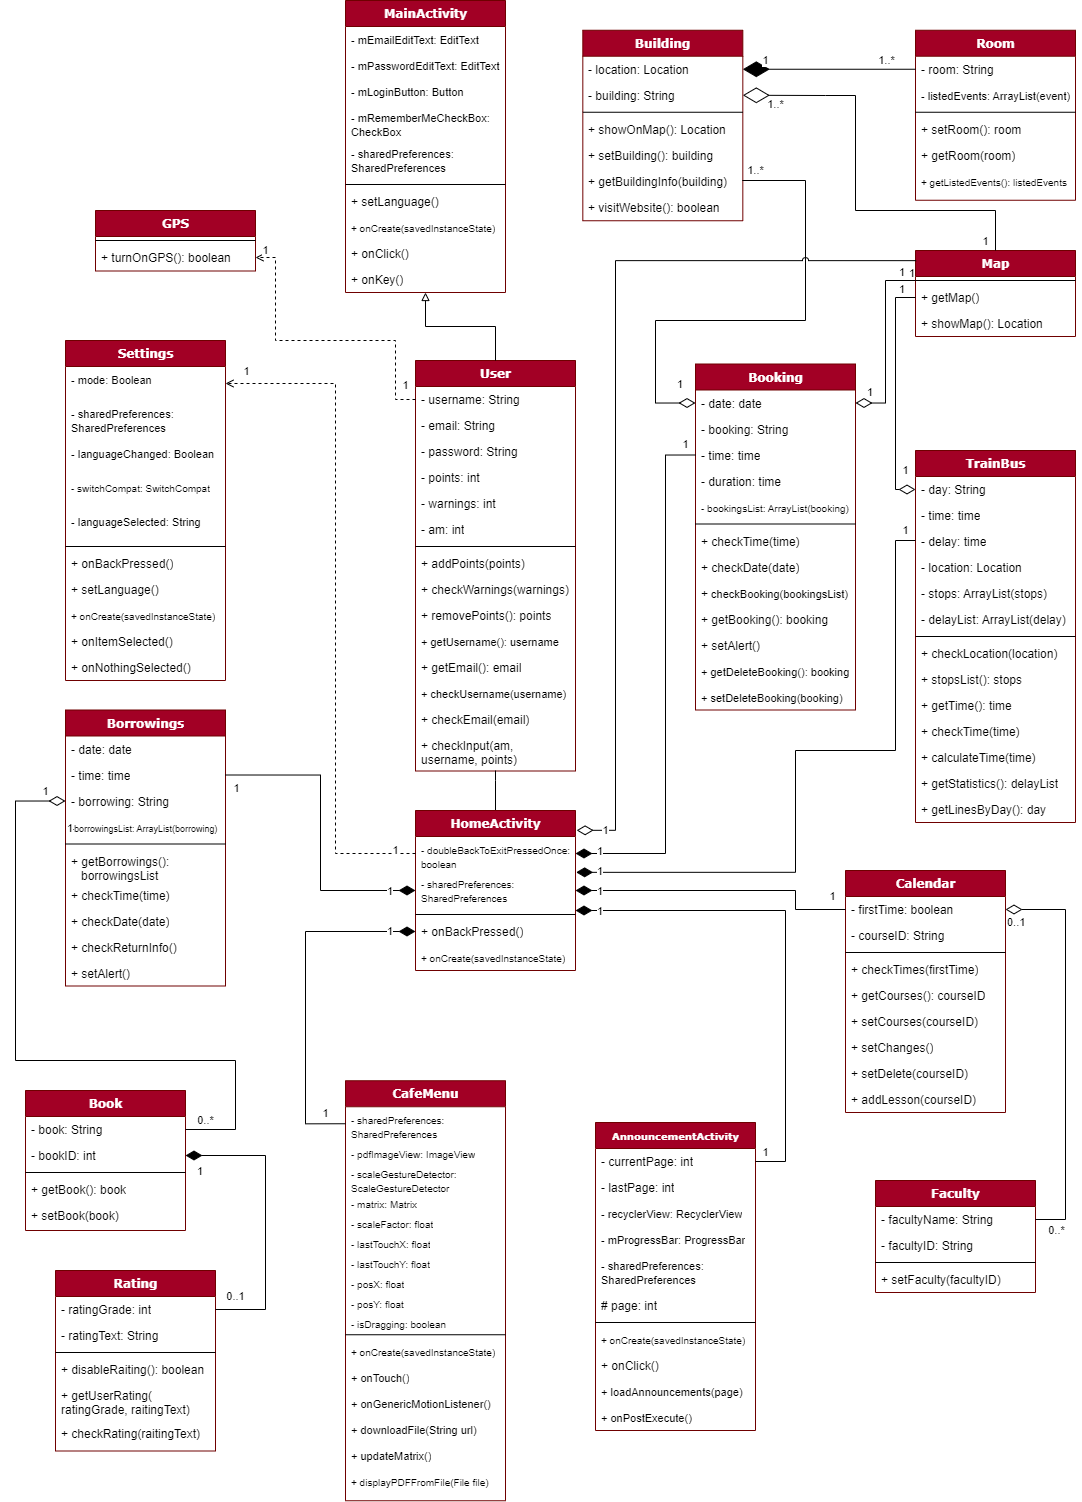 MainActivity
- mEmailEditText: EditText
- mPasswordEditText: EditText
- mLoginButton: Button
- mRememberMeCheckBox:
CheckBox
- sharedPreferences:
SharedPreferences
+ setLanguage()
+ onCreate(savedInstanceState)
+ onClick()
+ onKey()
Building
- location: Location
- building: String
+ showOnMap(): Location
+ setBuilding(): building
+ getBuildingInfo(building)
+ visitWebsite(): boolean
1
1..*
1..*
1..*
Room
- room: String
- listedEvents: ArrayList(event)
+ setRoom(): room
+ getRoom(room)
+ getListedEvents(): listedEvents
GPS
+ turnOnGPS(): boolean
1
1
Map
+ getMap()
+ showMap(): Location
1
1
1
Settings
- mode: Boolean
- sharedPreferences:
SharedPreferences
- languageChanged: Boolean
- switchCompat: SwitchCompat
- languageSelected: String
+ onBackPressed()
+ setLanguage()
+ onCreate(savedInstanceState)
+ onItemSelected()
+ onNothingSelected()
1
1
User
- username: String
- email: String
- password: String
- points: int
- warnings: int
- am: int
+ addPoints(points)
+ checkWarnings(warnings)
+ removePoints(): points
+ getUsername(): username
+ getEmail(): email
+ checkUsername(username)
+ checkEmail(email)
+ checkInput(am,
username, points)
1
1
1
Booking
- date: date
- booking: String
- time: time
- duration: time
- bookingsList: ArrayList(booking)
+ checkTime(time)
+ checkDate(date)
+ checkBooking(bookingsList)
+ getBooking(): booking
+ setAlert()
+ getDeleteBooking(): booking
+ setDeleteBooking(booking)
1
1
TrainBus
- day: String
- time: time
- delay: time
- location: Location
- stops: ArrayList(stops)
- delayList: ArrayList(delay)
+ checkLocation(location)
+ stopsList(): stops
+ getTime(): time
+ checkTime(time)
+ calculateTime(time)
+ getStatistics(): delayList
+ getLinesByDay(): day
Borrowings
- date: date
- time: time
- borrowing: String
1-borrowingsList: ArrayList(borrowing)
+ getBorrowings():
borrowingsList
+ checkTime(time)
+ checkDate(date)
+ checkReturnInfo()
+ setAlert()
1
1
HomeActivity
- doubleBackToExitPressedOnce:
boolean
- sharedPreferences:
SharedPreferences
+ onBackPressed()
+ onCreate(savedInstanceState)
1
1
1
1
1
1
1
1
1
Calendar
- firstTime: boolean
- courseID: String
+ checkTimes(firstTime)
+ getCourses(): courseID
+ setCourses(courseID)
+ setChanges()
+ setDelete(courseID)
+ addLesson(courseID)
0..1
Book
- book: String
- bookID: int
+ getBook(): book
+ setBook(book)
0..*
1
Rating
- ratingGrade: int
- ratingText: String
+ disableRaiting(): boolean
+ getUserRating(
ratingGrade, raitingText)
+ checkRating(raitingText)
0..1
CafeMenu
- sharedPreferences:
SharedPreferences
- pdfImageView: ImageView
- scaleGestureDetector:
ScaleGestureDetector
- matrix: Matrix
- scaleFactor: float
- lastTouchX: float
- lastTouchY: float
- posX: float
- posY: float
- isDragging: boolean
+ onCreate(savedInstanceState)
+ onTouch()
+ onGenericMotionListener()
+ downloadFile(String url)
+ updateMatrix()
+ displayPDFFromFile(File file)
1
AnnouncementActivity
- currentPage: int
- lastPage: int
- recyclerView: RecyclerView
- mProgressBar: ProgressBar
- sharedPreferences:
SharedPreferences
# page: int
+ onCreate(savedInstanceState)
+ onClick()
+ loadAnnouncements(page)
+ onPostExecute()
1
Faculty
- facultyName: String
- facultyID: String
+ setFaculty(facultyID)
0..*